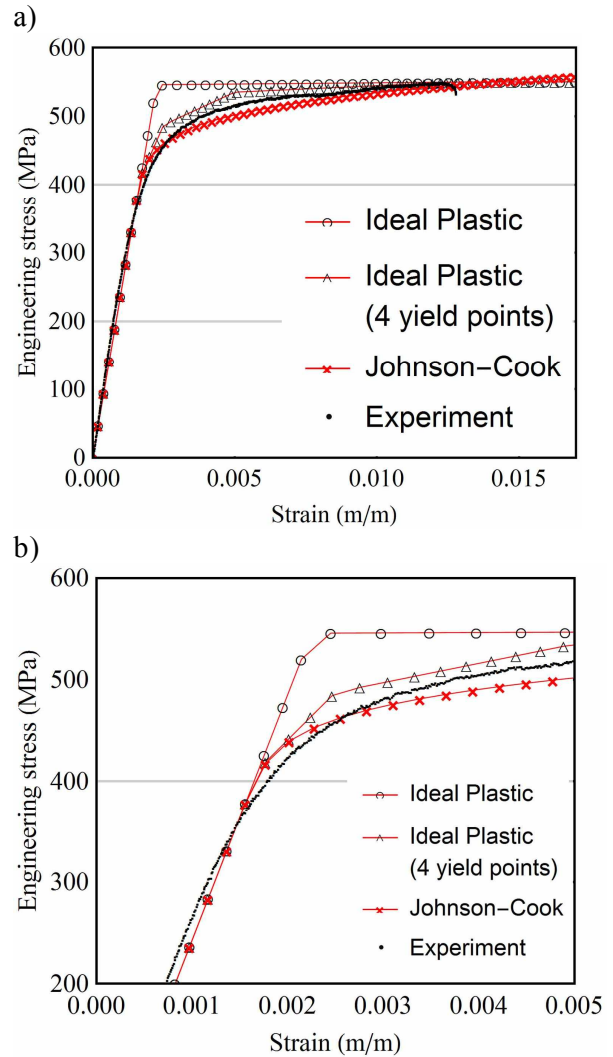 a)
600
500
400
300
200
100
0
Engineering stress (MPa)
0.000
0.005
0.010
0.015
Strain (m/m)
Ideal Plastic
Ideal Plastic
(4 yield points)
Johnson–Cook
Experiment
b)
600
500
400
300
200
Engineering stress (MPa)
0.000
0.001
0.002
0.003
0.004
0.005
Strain (m/m)
Ideal Plastic
Ideal Plastic
(4 yield points)
Johnson–Cook
Experiment